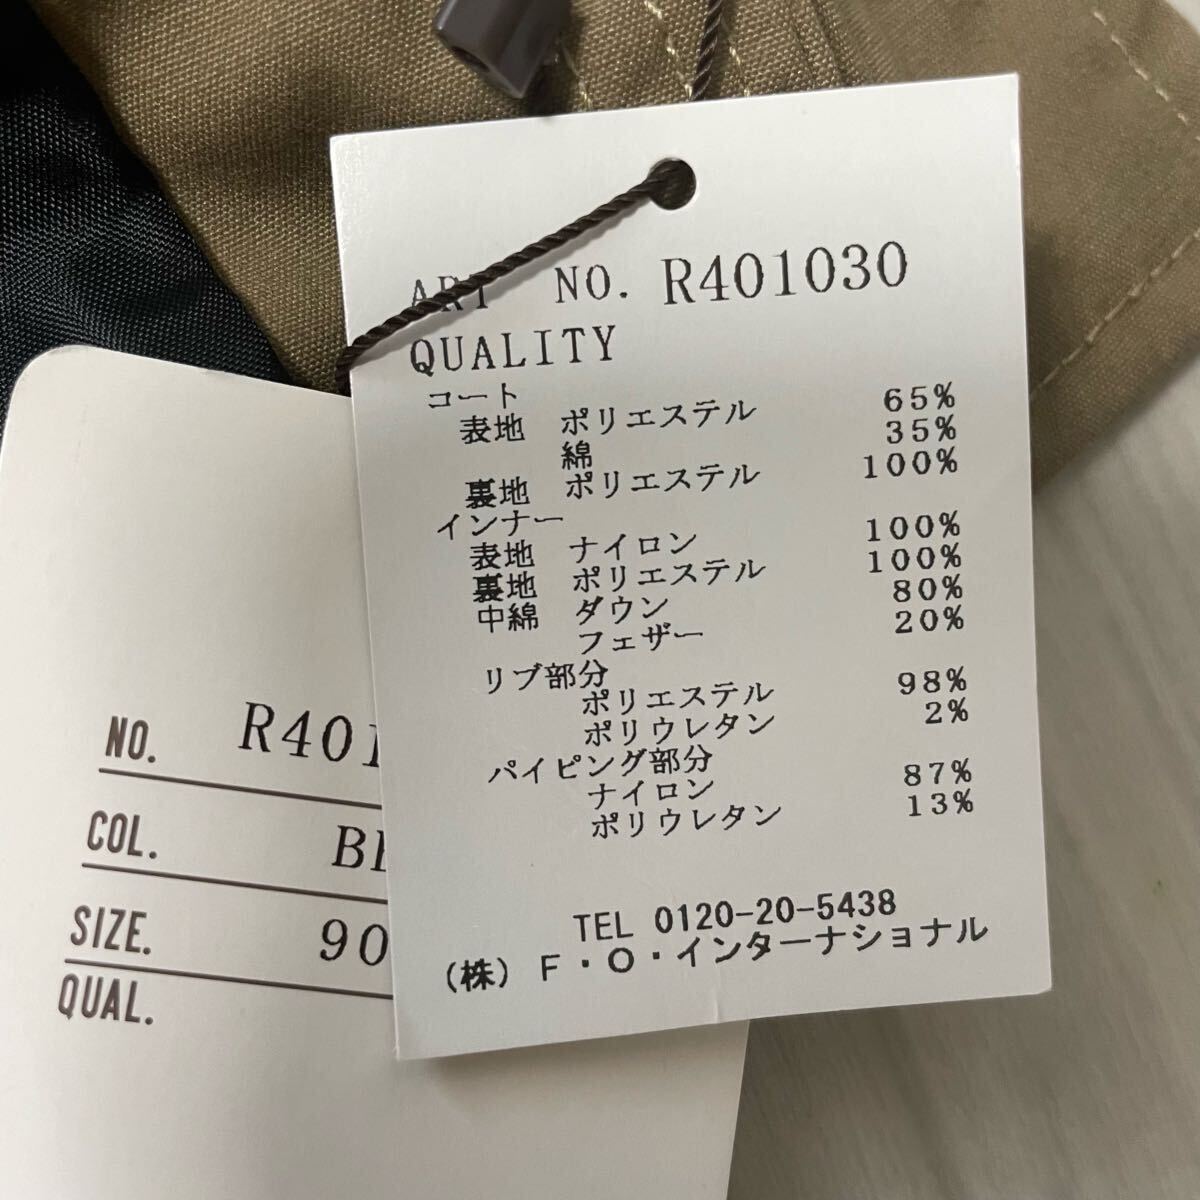 ART NO. R401030
QUALITY
コート
表地 ポリエステル 65%
綿 35%
裏地 ポリエステル 100%
インナー
表地 ナイロン 100%
裏地 ポリエステル 100%
中綿 ダウン 80%
フェザー 20%
リブ部分
ポリエステル 98%
ポリウレタン 2%
パイピング部分
ナイロン 87%
ポリウレタン 13%
TEL 0120-20-5438
(株) F・O・インターナショナル
NO. R401
COL.
SIZE. 90
QUAL.